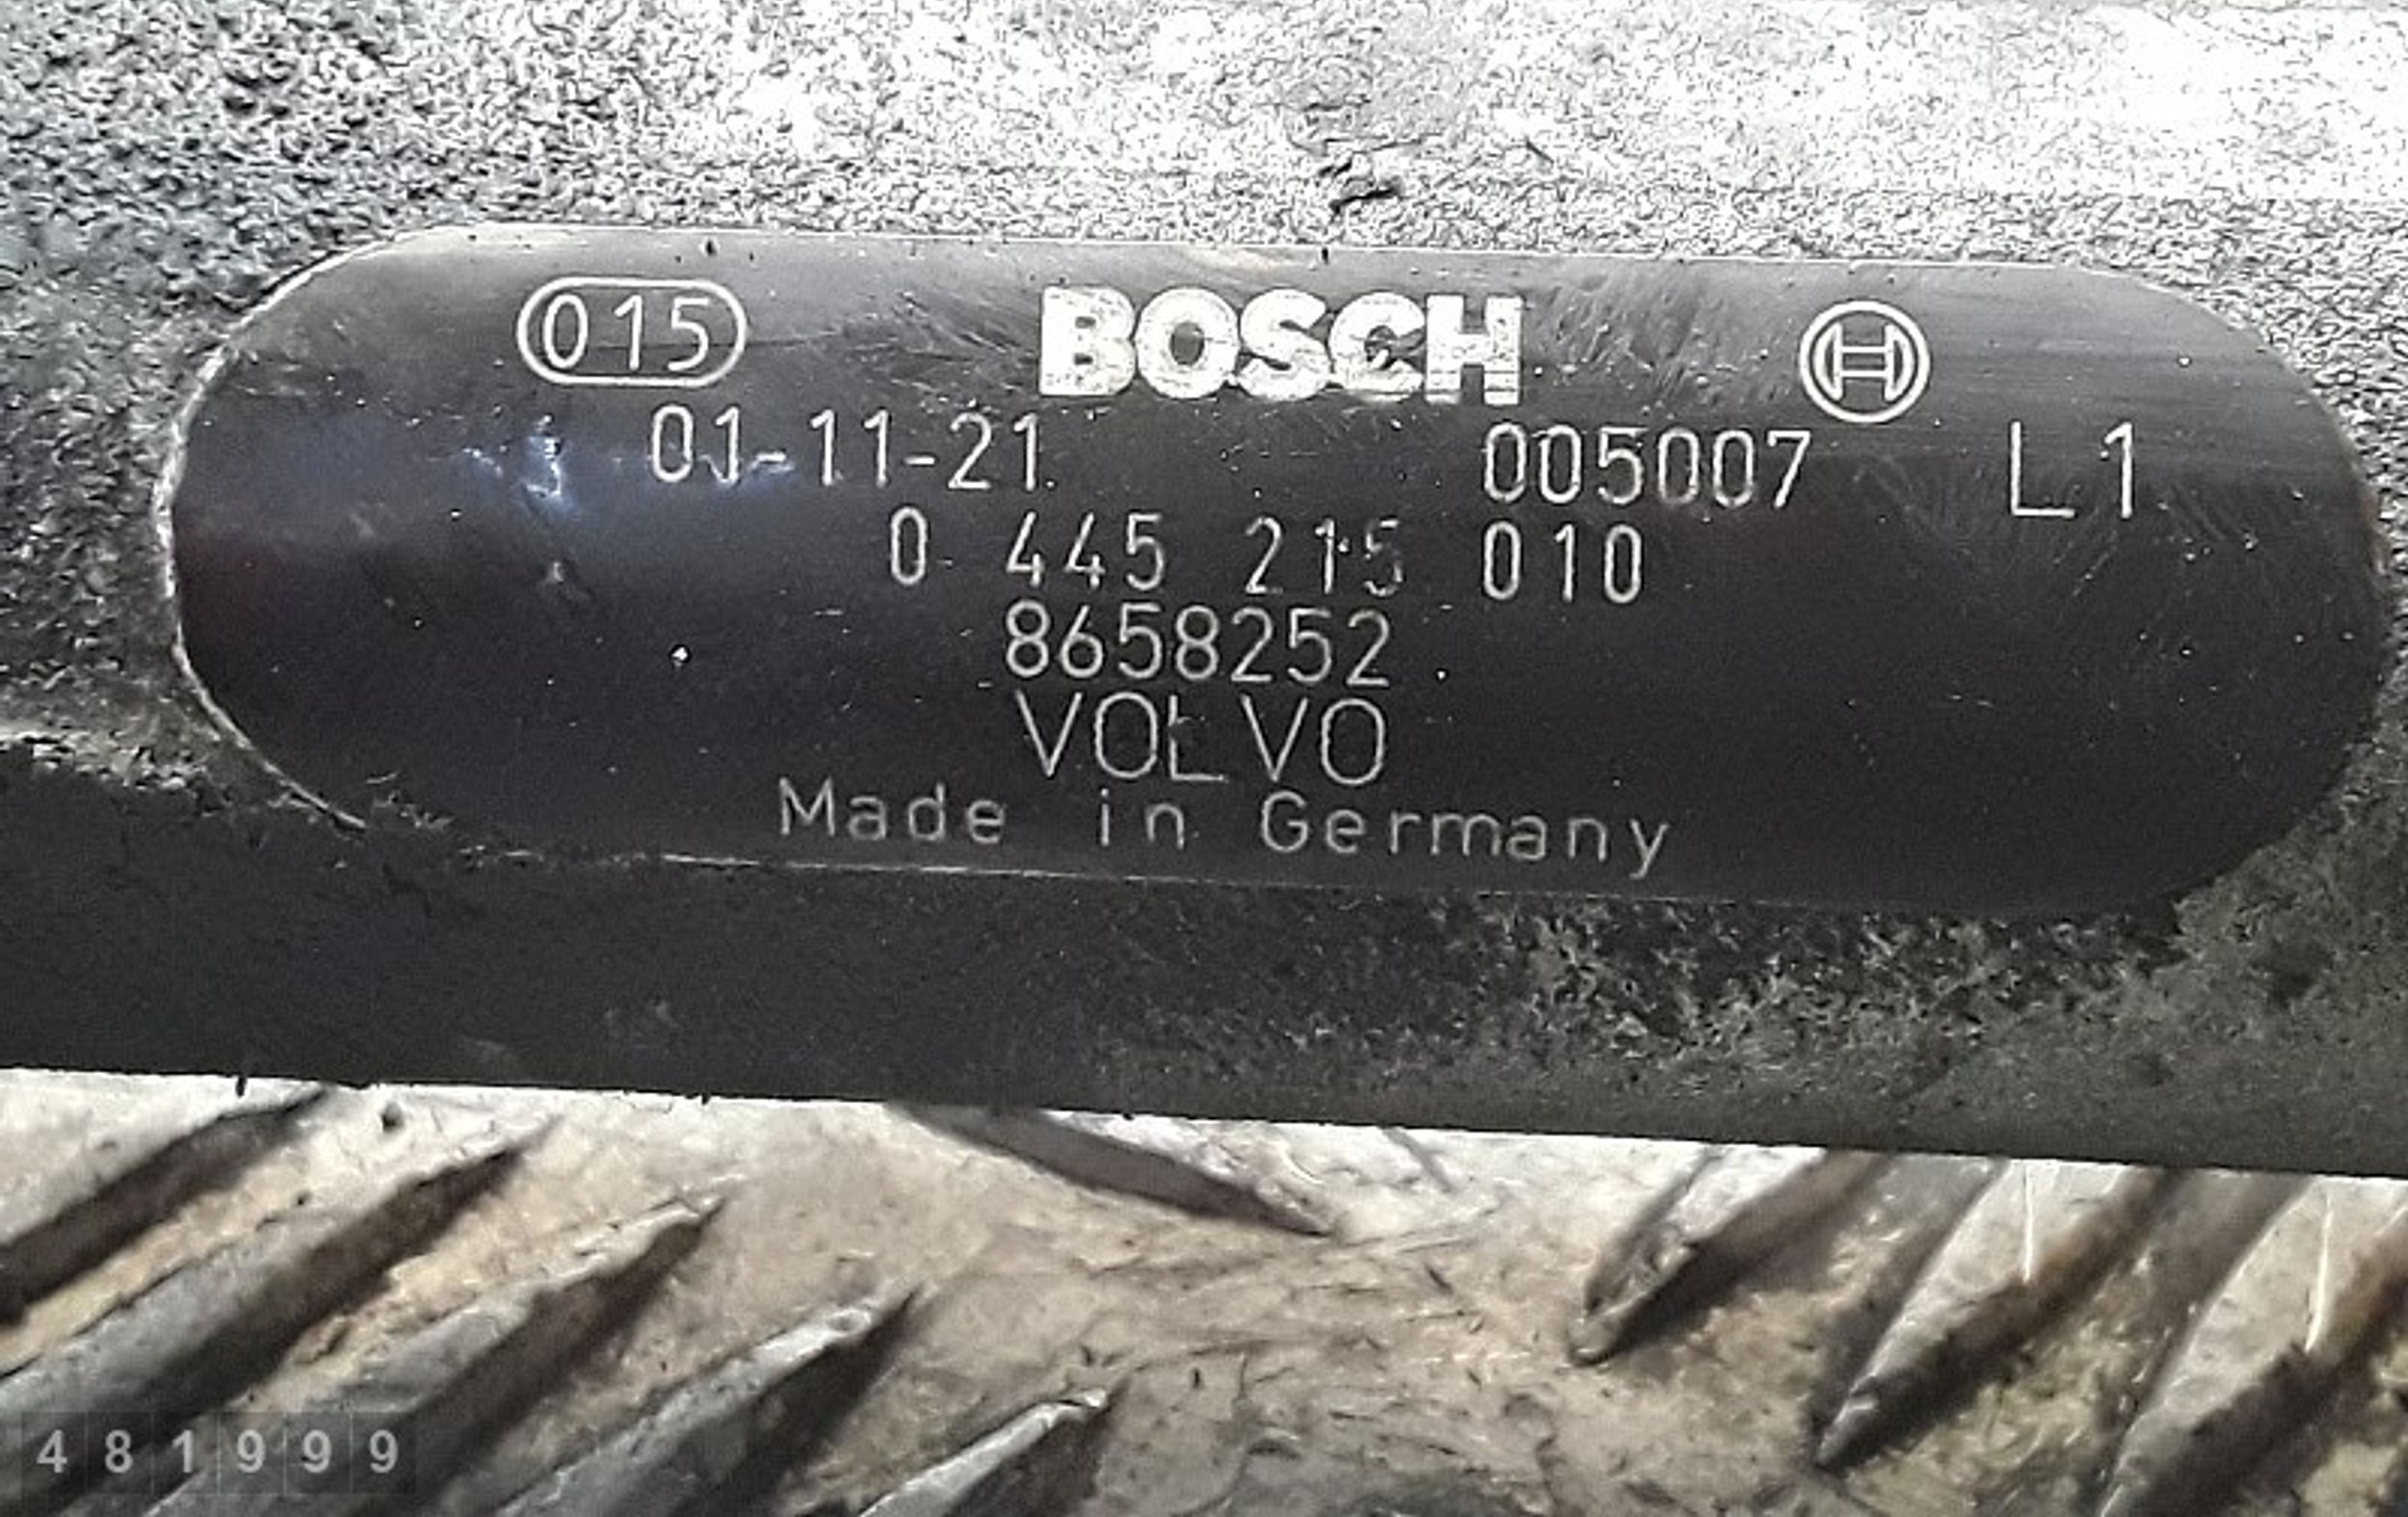 015 BOSCH
01-11-21 005007 L1
0 445 215 010
8658252
VOLVO
Made in Germany
481999